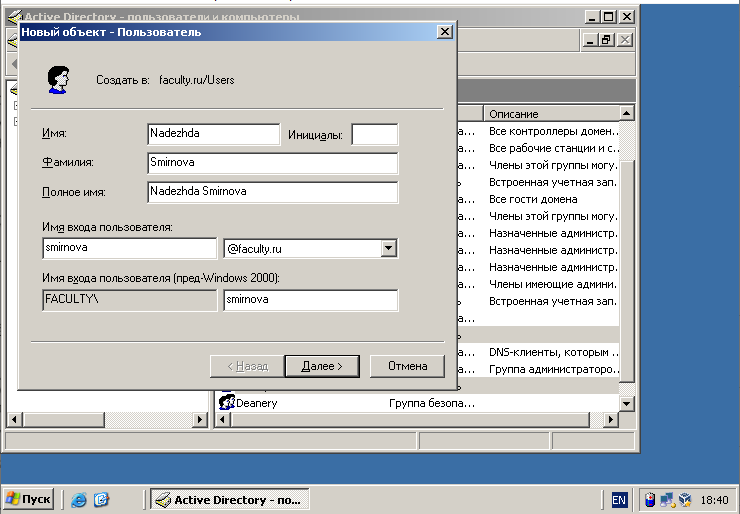 Active Directory - пользователи и компьютеры
Новый объект - Пользователь
Создать в: faculty.ru/Users
Имя: Nadezhda Инициалы:
Фамилия: Smirnova
Полное имя: Nadezhda Smirnova
Имя входа пользователя:
smirnova @faculty.ru
Имя входа пользователя (пред-Windows 2000):
FACULTY\ smirnova
< Назад Далее > Отмена
Описание
а... Все контроллеры домен...
а... Все рабочие станции и с...
а... Члены этой группы могу...
Встроенная учетная зап...
а... Все гости домена
а... Члены этой группы могу...
а... Назначенные администр...
а... Назначенные администр...
а... Назначенные администр...
а... Члены имеющие админи...
Встроенная учетная зап...
а...
а... DNS-клиенты, которым ...
а... Группа администраторо...
Deanery Группа безопа...
Пуск Active Directory - по... EN 18:40